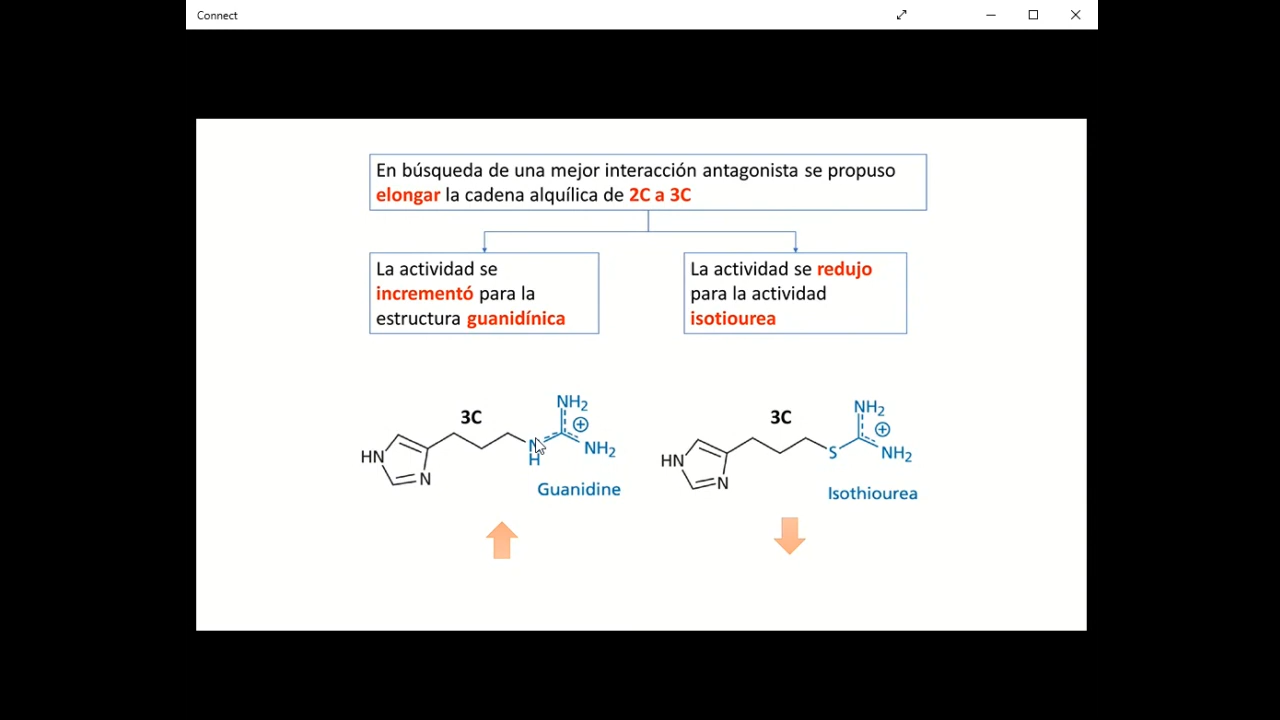 Connect
En búsqueda de una mejor interacción antagonista se propuso
elongar la cadena alquílica de 2C a 3C
La actividad se
incrementó para la
estructura guanidínica
La actividad se redujo
para la actividad
isotiourea
3C
NH2
+
HN
N
N
H
NH2
Guanidine
3C
NH2
+
HN
N
S
NH2
Isothiourea